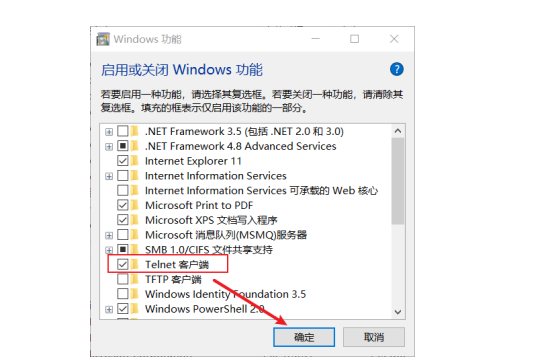 Windows 功能
启用或关闭 Windows 功能
若要启用一种功能，请选择其复选框。若要关闭一种功能，请清除其
复选框。填充的框表示仅启用该功能的一部分。
.NET Framework 3.5 (包括 .NET 2.0 和 3.0)
.NET Framework 4.8 Advanced Services
Internet Explorer 11
Internet Information Services
Internet Information Services 可承载的 Web 核心
Microsoft Print to PDF
Microsoft XPS 文档写入程序
Microsoft 消息队列(MSMQ)服务器
SMB 1.0/CIFS 文件共享支持
Telnet 客户端
TFTP 客户端
Windows Identity Foundation 3.5
Windows PowerShell 2.0
确定
取消